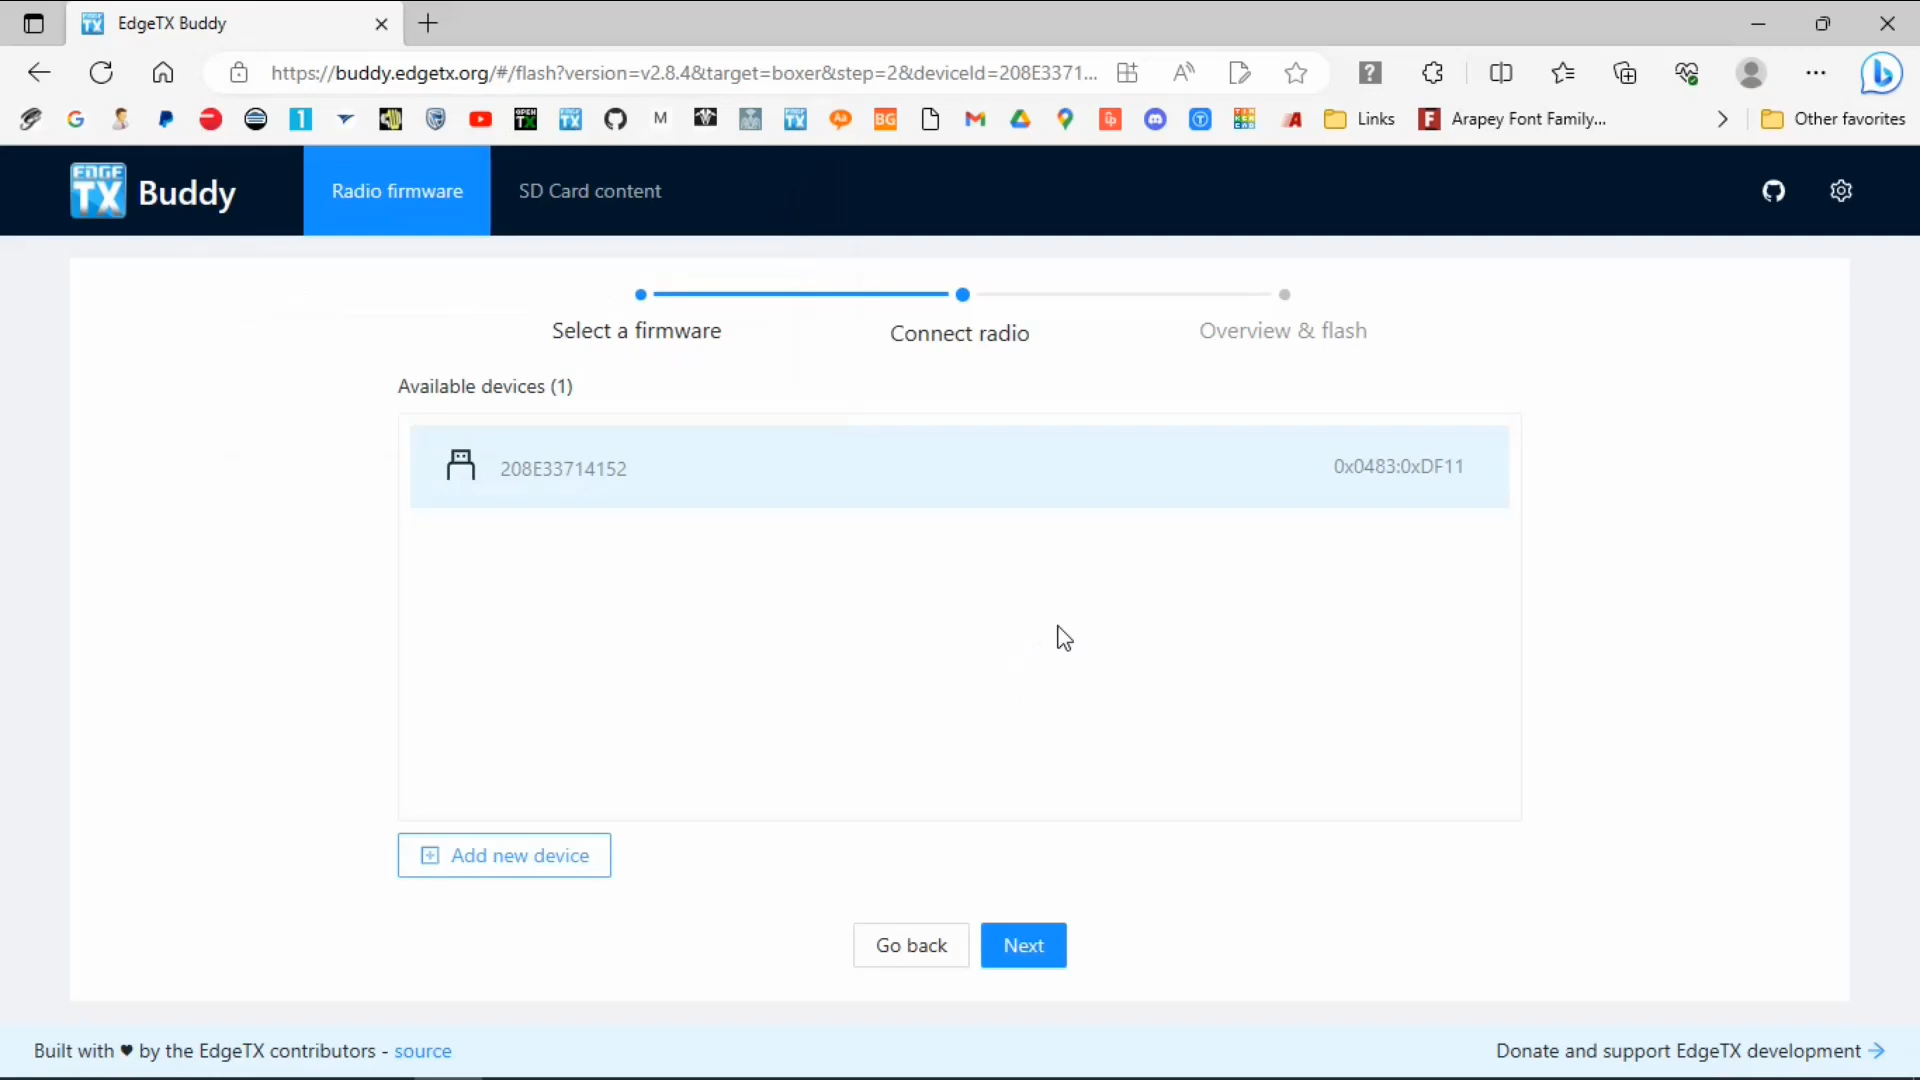 EdgeTX Buddy
https://buddy.edgetx.org/#/flash?version=v2.8.4&target=boxer&step=2&deviceId=208E3371...
Links
Arapey Font Family...
Other favorites
EDGE TX Buddy
Radio firmware
SD Card content
Select a firmware
Connect radio
Overview & flash
Available devices (1)
208E33714152
0x0483:0xDF11
Add new device
Go back
Next
Built with ♥ by the EdgeTX contributors - source
Donate and support EdgeTX development →